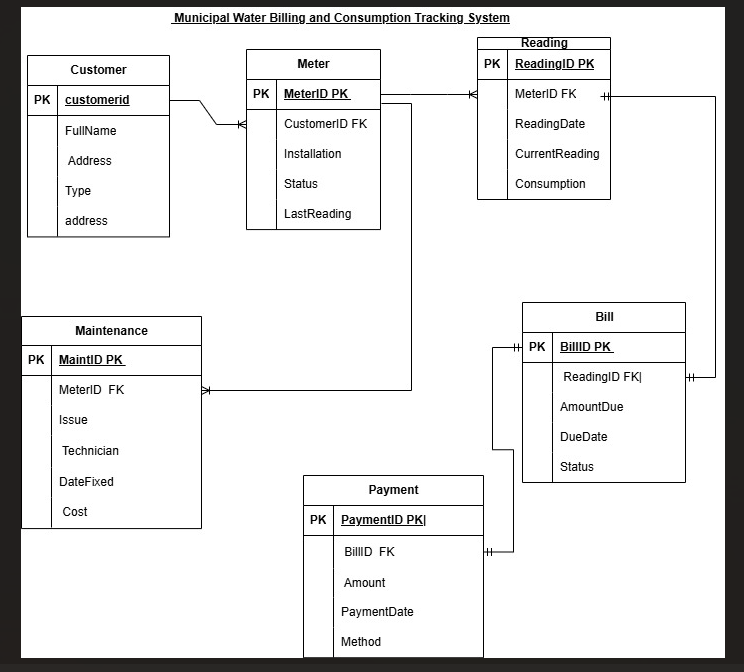 Municipal Water Billing and Consumption Tracking System
Customer
PK customerid
FullName
Address
Type
address
Meter
PK MeterID PK
CustomerID FK
Installation
Status
LastReading
Reading
PK ReadingID PK
MeterID FK
ReadingDate
CurrentReading
Consumption
Maintenance
PK MaintID PK
MeterID  FK
Issue
Technician
DateFixed
Cost
Bill
PK BillID PK
ReadingID FK|
AmountDue
DueDate
Status
Payment
PK PaymentID PK|
BillID  FK
Amount
PaymentDate
Method